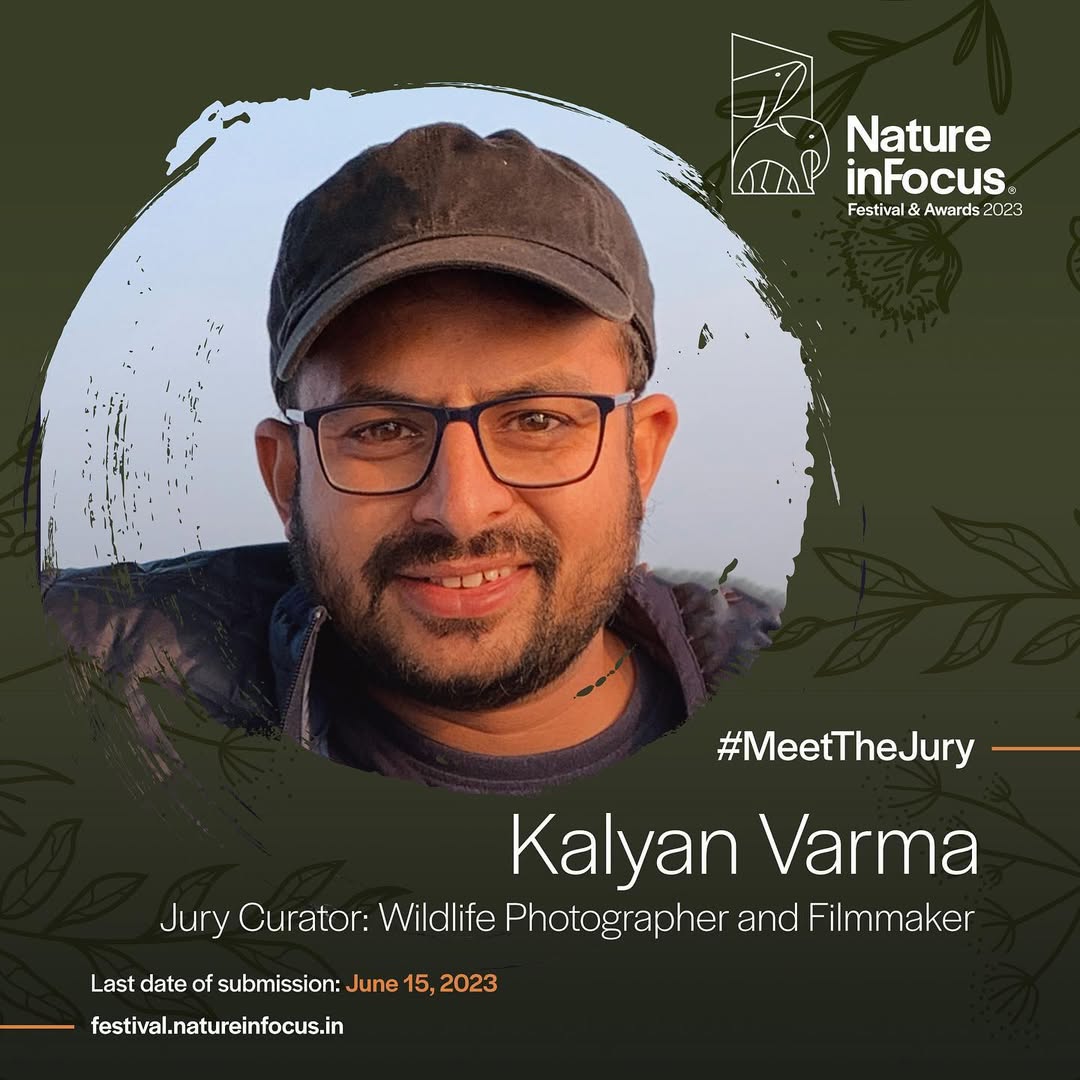 Nature
inFocus®
Festival & Awards 2023
#MeetTheJury
Kalyan Varma
Jury Curator: Wildlife Photographer and Filmmaker
Last date of submission: June 15, 2023
festival.natureinfocus.in